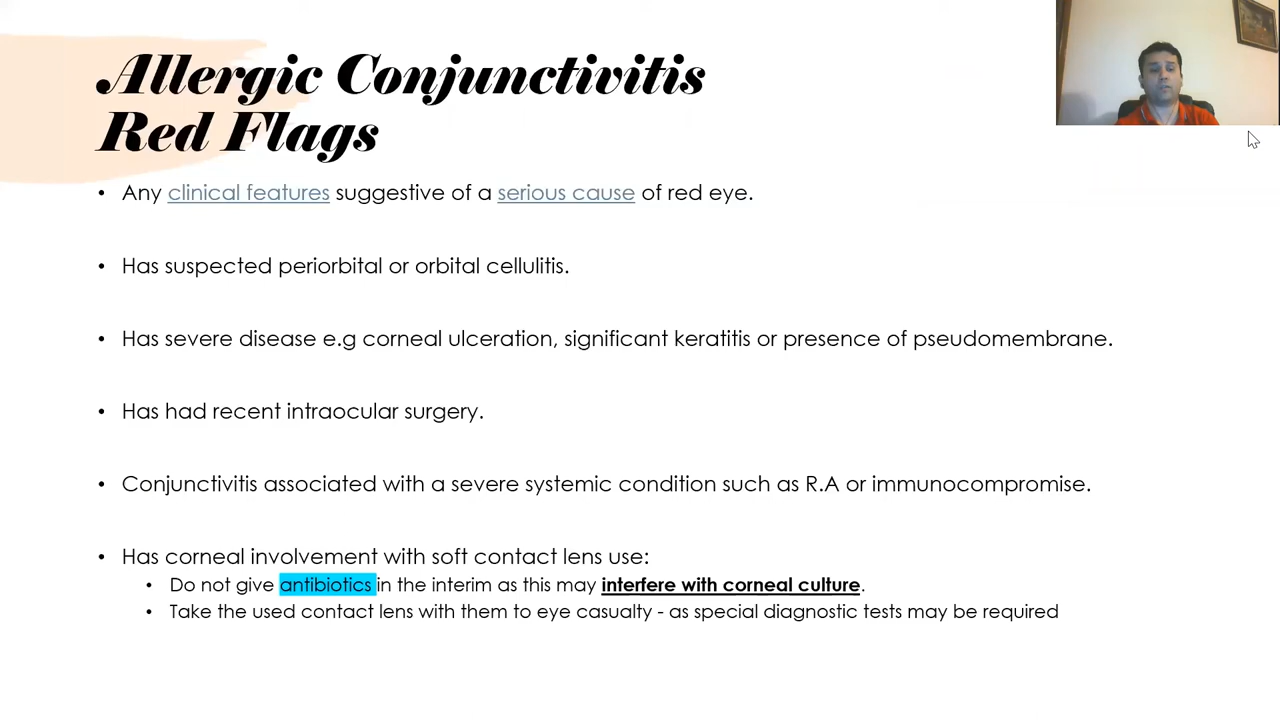 Allergic Conjunctivitis
Red Flags
• Any clinical features suggestive of a serious cause of red eye.
• Has suspected periorbital or orbital cellulitis.
• Has severe disease e.g corneal ulceration, significant keratitis or presence of pseudomembrane.
• Has had recent intraocular surgery.
• Conjunctivitis associated with a severe systemic condition such as R.A or immunocompromise.
• Has corneal involvement with soft contact lens use:
• Do not give antibiotics in the interim as this may interfere with corneal culture.
• Take the used contact lens with them to eye casualty - as special diagnostic tests may be required